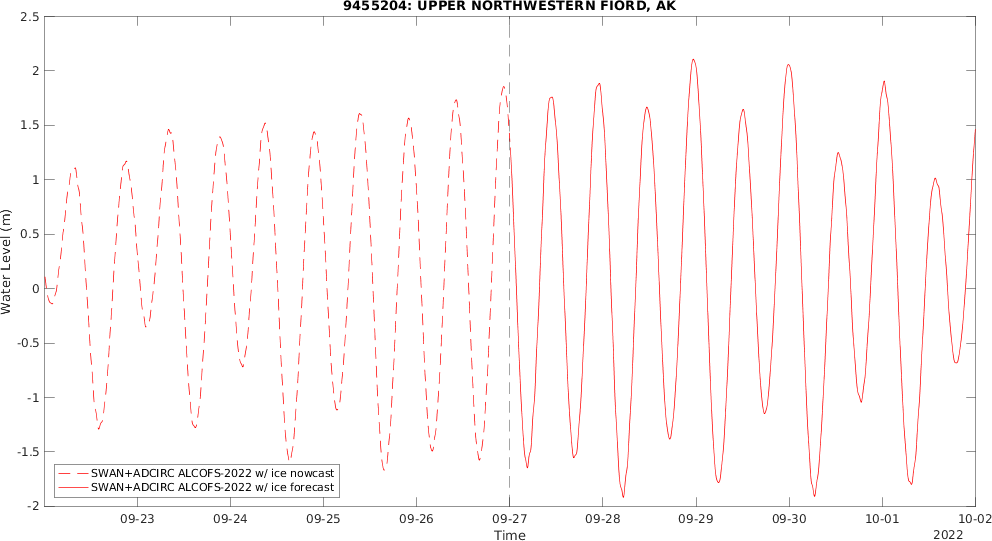 9455204: UPPER NORTHWESTERN FIORD, AK
2.5
2
1.5
1
0.5
0
-0.5
-1
-1.5
-2
Water Level (m)
SWAN+ADCIRC ALCOFS-2022 w/ ice nowcast
SWAN+ADCIRC ALCOFS-2022 w/ ice forecast
09-23 09-24 09-25 09-26 09-27 09-28 09-29 09-30 10-01 10-02
Time
2022